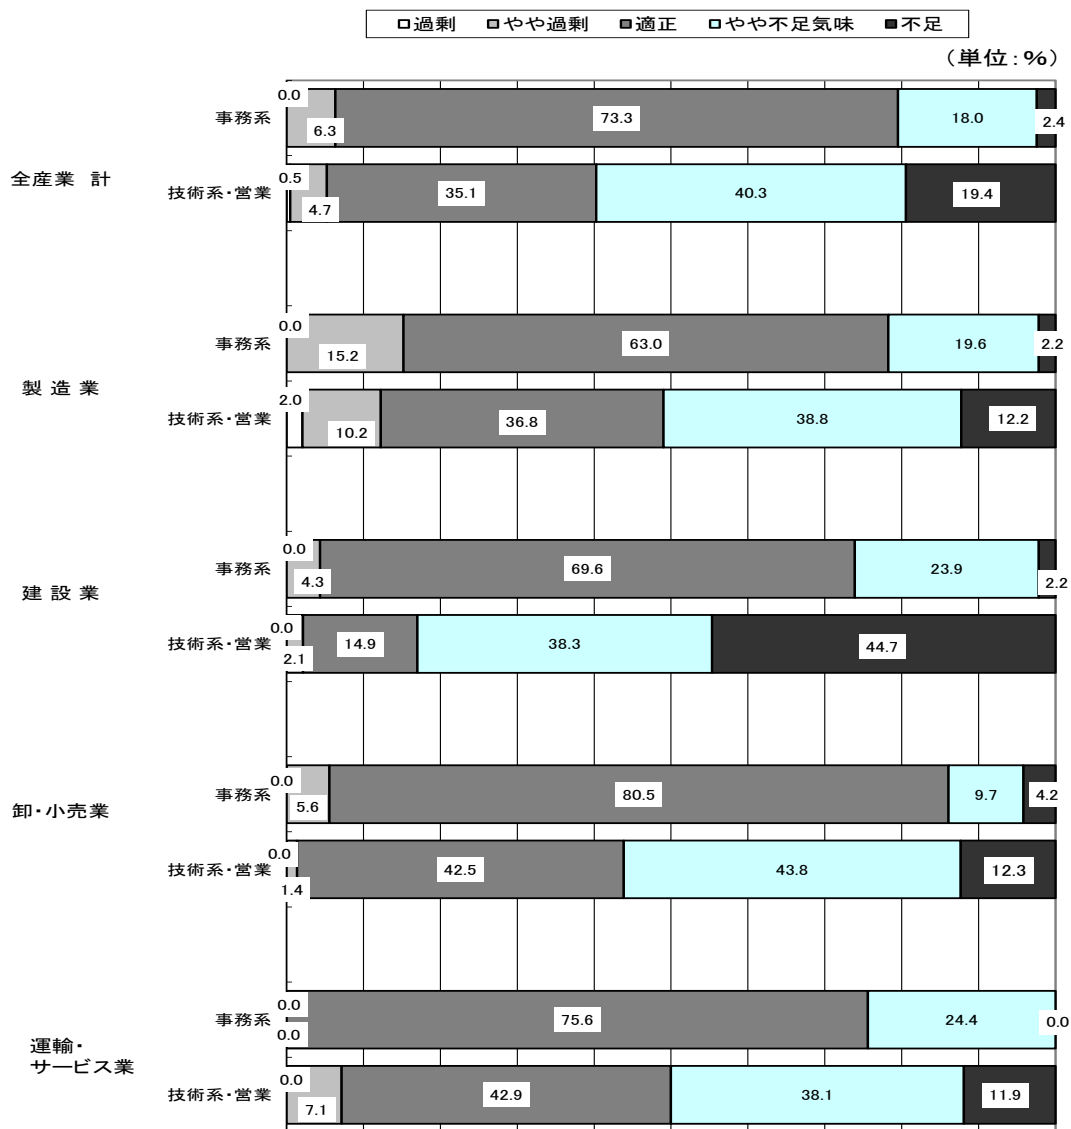 □過剰 ■やや過剰 ■適正 □やや不足気味 ■不足
（単位：％）
全産業 計
事務系
0.0
6.3
73.3
18.0
2.4
技術系・営業
0.5
4.7
35.1
40.3
19.4
製造業
事務系
0.0
15.2
63.0
19.6
2.2
技術系・営業
2.0
10.2
36.8
38.8
12.2
建設業
事務系
0.0
4.3
69.6
23.9
2.2
技術系・営業
0.0
2.1
14.9
38.3
44.7
卸・小売業
事務系
0.0
5.6
80.5
9.7
4.2
技術系・営業
0.0
1.4
42.5
43.8
12.3
運輸・
サービス業
事務系
0.0
0.0
75.6
24.4
0.0
技術系・営業
0.0
7.1
42.9
38.1
11.9